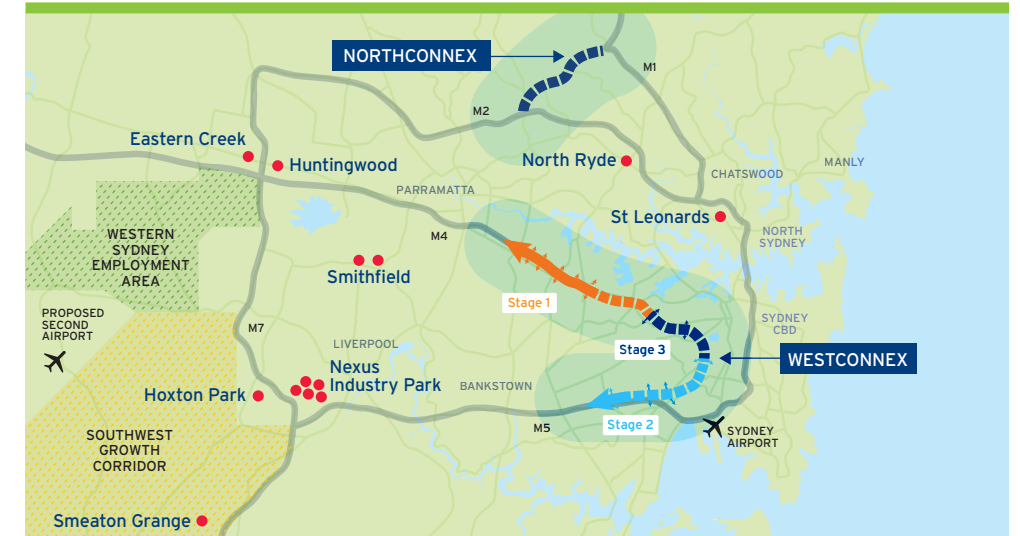 NORTHCONNEX
M1
M2
Eastern Creek
Huntingwood
North Ryde
MANLY
CHATSWOOD
PARRAMATTA
St Leonards
M4
NORTH
SYDNEY
WESTERN
SYDNEY
EMPLOYMENT
AREA
Smithfield
Stage 1
PROPOSED
SECOND
AIRPORT
M7
SYDNEY
CBD
LIVERPOOL
Stage 3
WESTCONNEX
Nexus
Industry Park
BANKSTOWN
Hoxton Park
Stage 2
M5
SYDNEY
AIRPORT
SOUTHWEST
GROWTH
CORRIDOR
Smeaton Grange